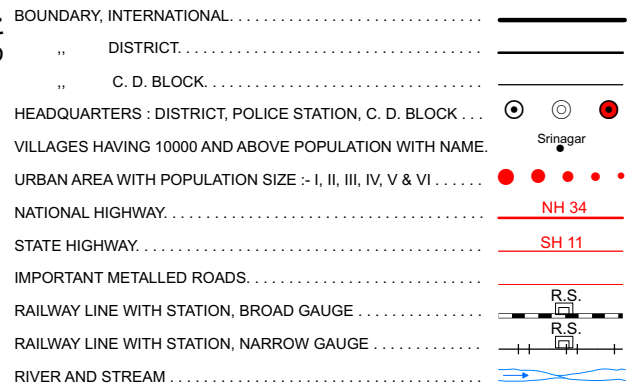 BOUNDARY, INTERNATIONAL. . . . . . . . . . . . . . . . . . . . . . . . . . . . . .
,, DISTRICT. . . . . . . . . . . . . . . . . . . . . . . . . . . . . . . . . . . .
,, C. D. BLOCK. . . . . . . . . . . . . . . . . . . . . . . . . . . . . . . . .
HEADQUARTERS : DISTRICT, POLICE STATION, C. D. BLOCK . . .
VILLAGES HAVING 10000 AND ABOVE POPULATION WITH NAME. Srinagar
URBAN AREA WITH POPULATION SIZE :- I, II, III, IV, V & VI . . . . . .
NATIONAL HIGHWAY. . . . . . . . . . . . . . . . . . . . . . . . . . . . . . . . . . . . . . NH 34
STATE HIGHWAY. . . . . . . . . . . . . . . . . . . . . . . . . . . . . . . . . . . . . . . . . SH 11
IMPORTANT METALLED ROADS. . . . . . . . . . . . . . . . . . . . . . . . . . . .
RAILWAY LINE WITH STATION, BROAD GAUGE . . . . . . . . . . . . . . . R.S.
RAILWAY LINE WITH STATION, NARROW GAUGE . . . . . . . . . . . . . R.S.
RIVER AND STREAM . . . . . . . . . . . . . . . . . . . . . . . . . . . . . . . . . . . . . .